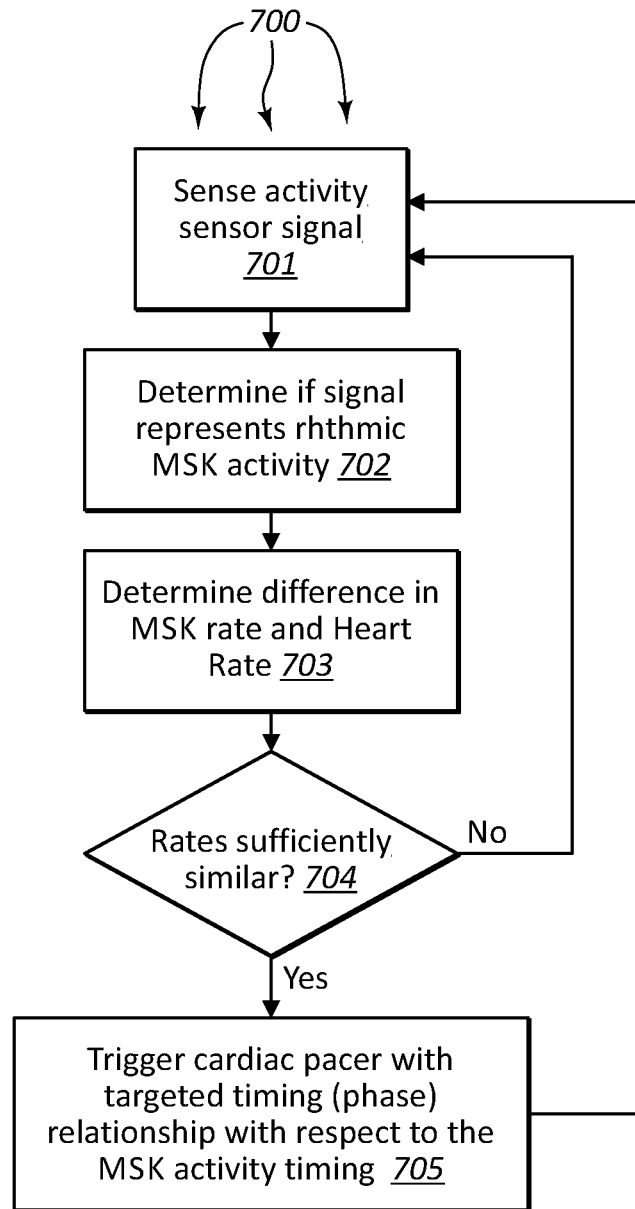 700
Sense activity
sensor signal
701
Determine if signal
represents rhthmic
MSK activity 702
Determine difference in
MSK rate and Heart
Rate 703
Rates sufficiently
similar? 704
No
Yes
Trigger cardiac pacer with
targeted timing (phase)
relationship with respect to the
MSK activity timing 705